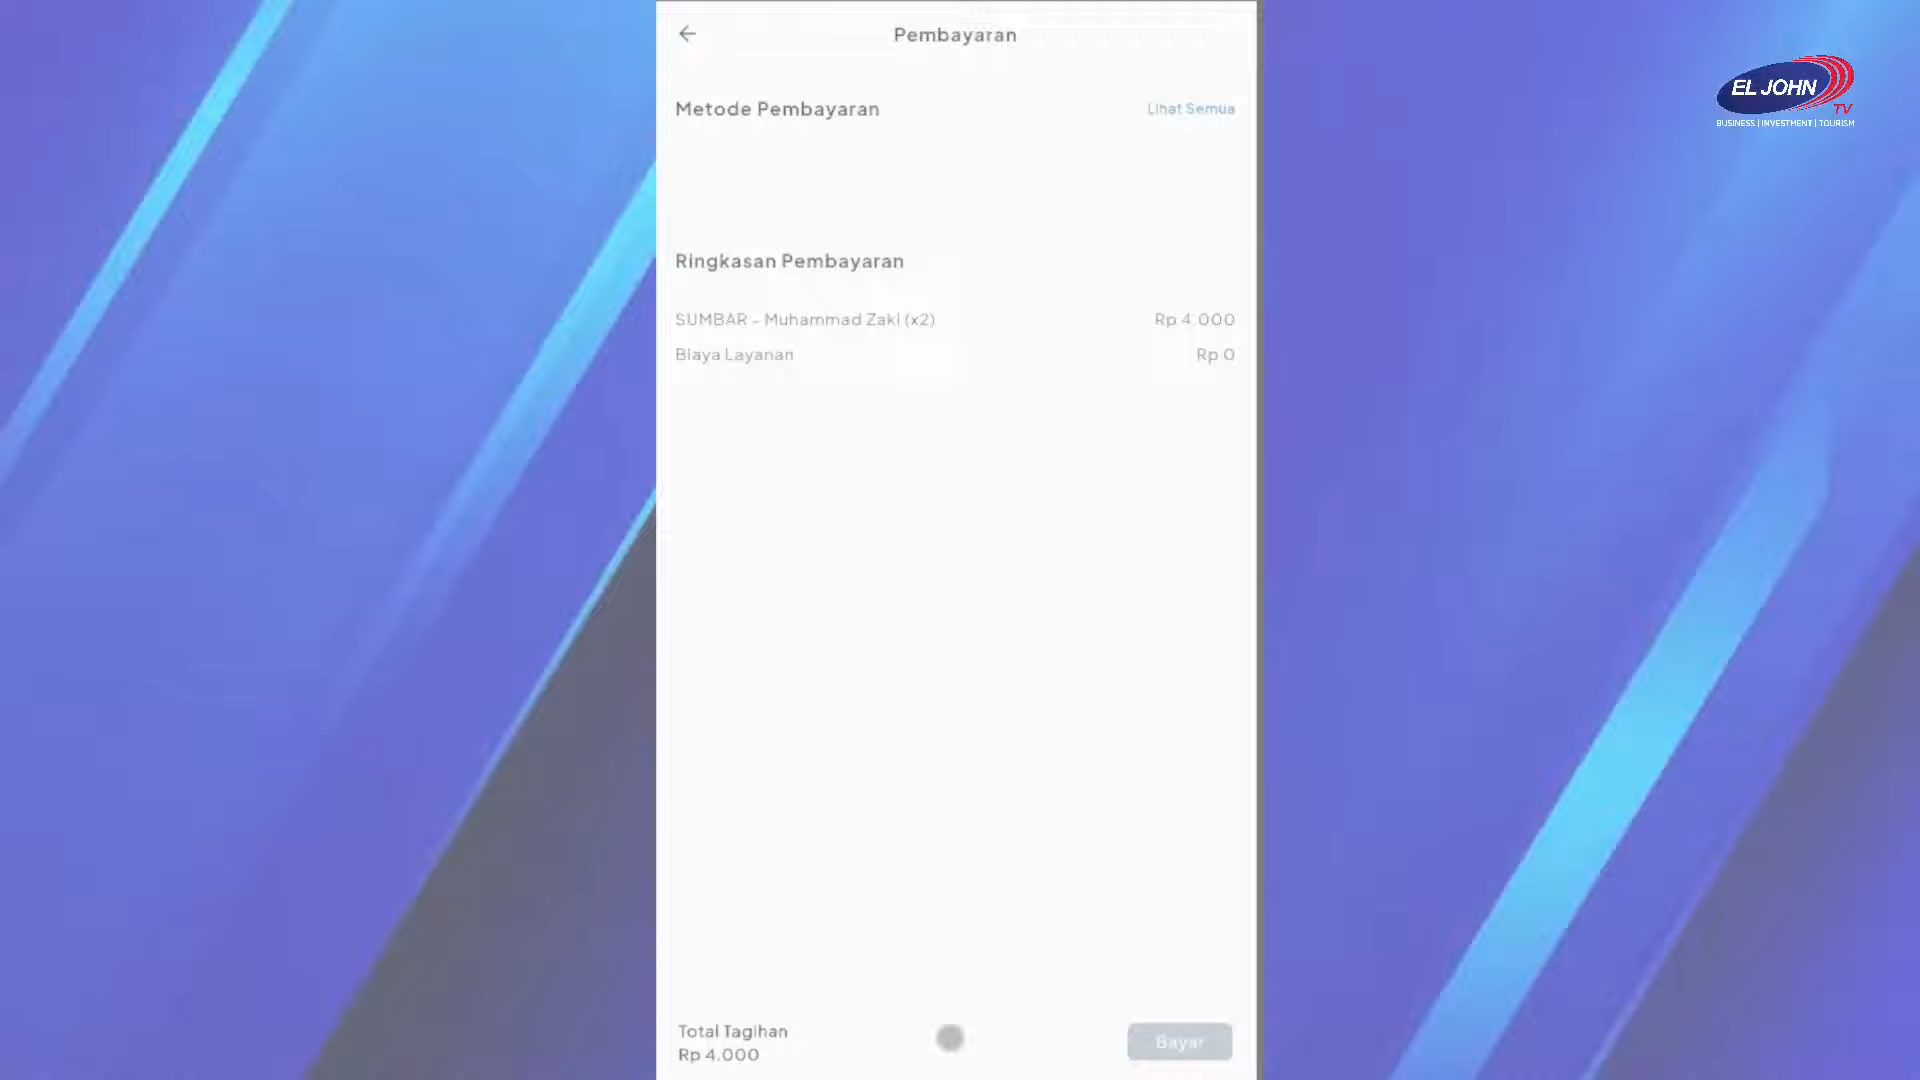 Pembayaran
Metode Pembayaran
Lihat Semua
Ringkasan Pembayaran
SUMBAR - Muhammad Zaki (x2)
Rp 4.000
Biaya Layanan
Rp 0
Total Tagihan
Rp 4.000
Bayar
EL JOHN
TV
BUSINESS | INVESTMENT | TOURISM